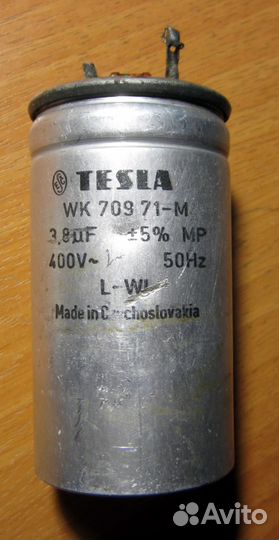 TESLA
WK 709 71-M
3,8µF ±5% MP
400V~ 50Hz
L-WL
Made in Czechoslovakia
Avito